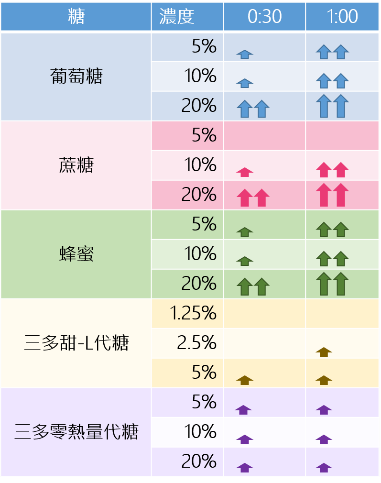 糖 濃度 0:30 1:00
葡萄糖 5%
10%
20%
蔗糖 5%
10%
20%
蜂蜜 5%
10%
20%
三多甜-L代糖 1.25%
2.5%
5%
三多零熱量代糖 5%
10%
20%